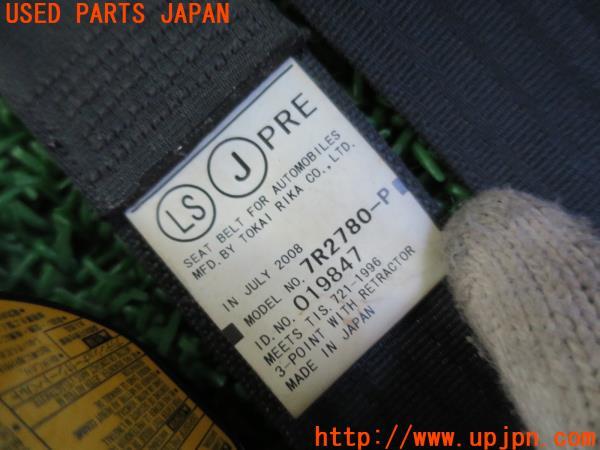 USED PARTS JAPAN
LS J PRE
SEAT BELT FOR AUTOMOBILES
MFD. BY TOKAI RIKA CO., LTD.
IN JULY 2008
MODEL NO. 7R2780-P
ID. NO. 019847
MEETS TIS. 721-1996
3-POINT WITH RETRACTOR
MADE IN JAPAN
http://www.upjpn.com/